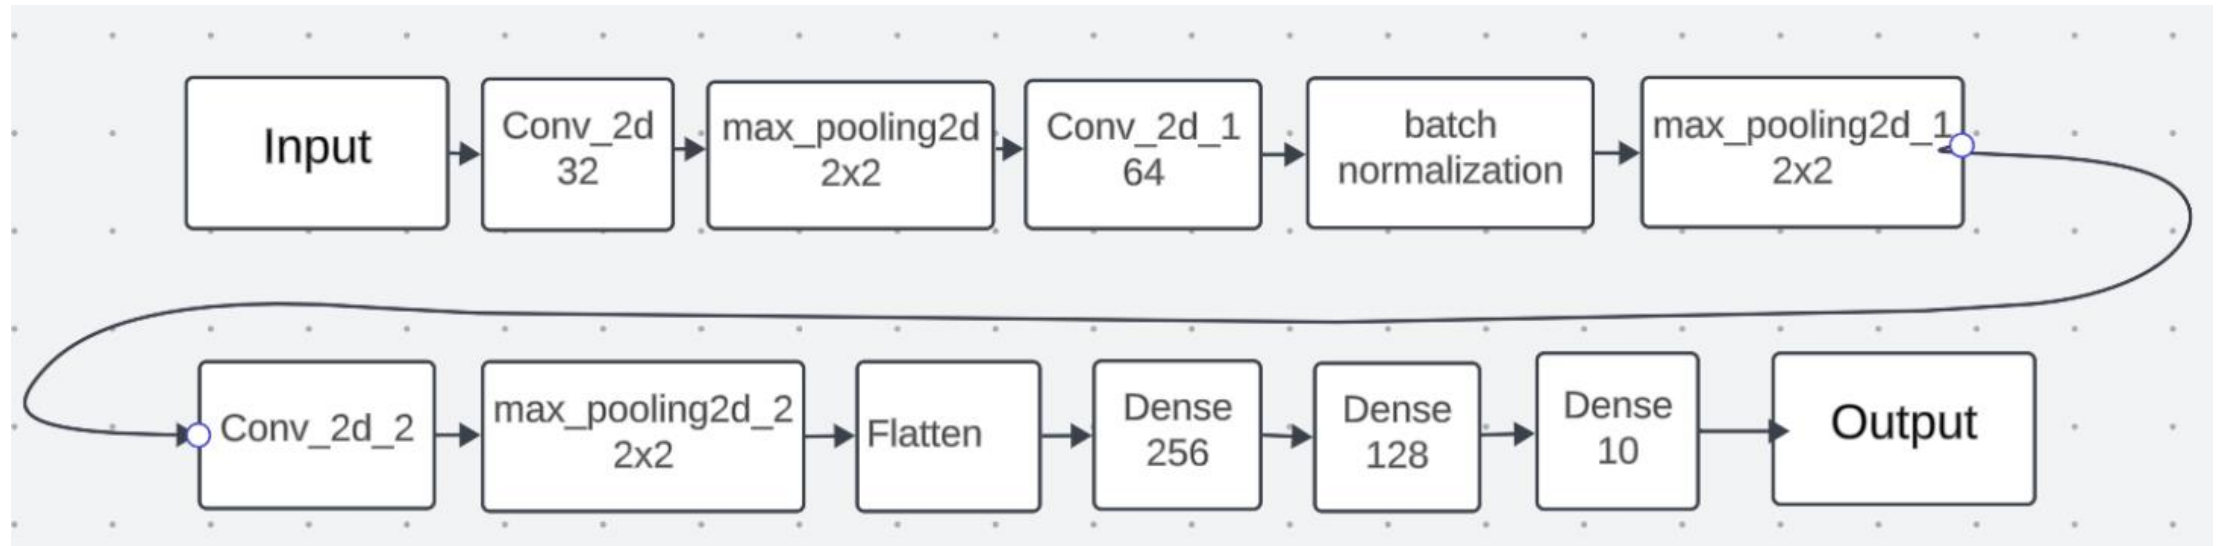 Input
Conv_2d
32
max_pooling2d
2x2
Conv_2d_1
64
batch
normalization
max_pooling2d_1
2x2
Conv_2d_2
max_pooling2d_2
2x2
Flatten
Dense
256
Dense
128
Dense
10
Output